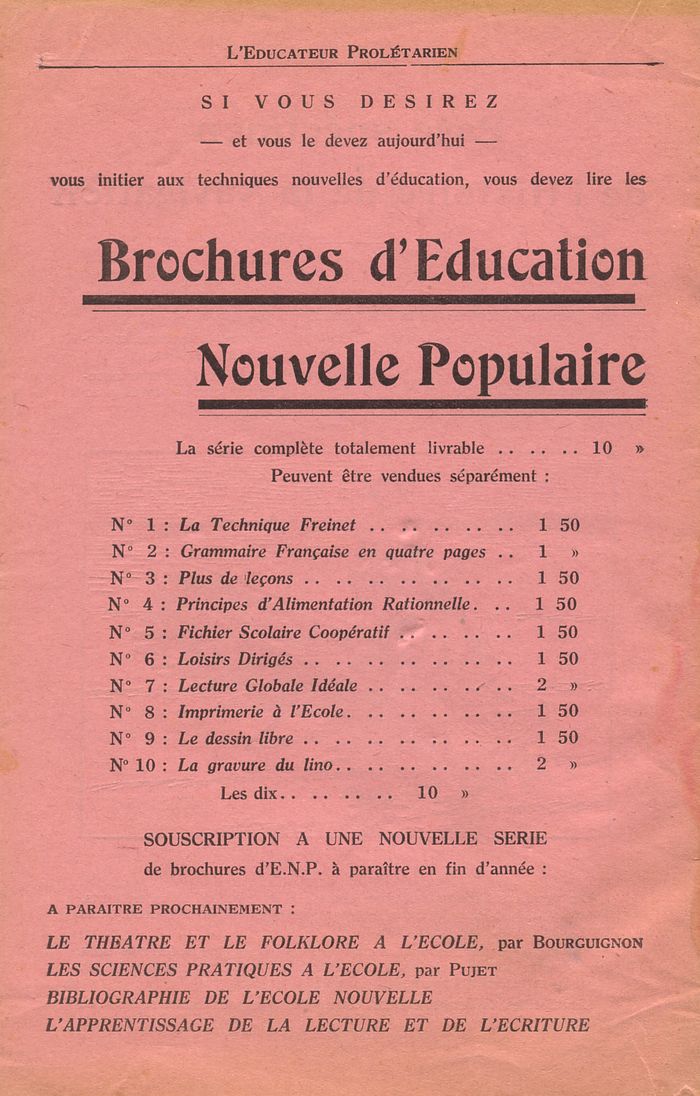 L'EDUCATEUR PROLÉTARIEN
SI VOUS DESIREZ
— et vous le devez aujourd'hui —
vous initier aux techniques nouvelles d'éducation, vous devez lire les
Brochures d'Education
Nouvelle Populaire
La série complète totalement livrable .. .. .. 10 »
Peuvent être vendues séparément :
N° 1 : La Technique Freinet .. .. .. .. .. 1 50
N° 2 : Grammaire Française en quatre pages .. 1 »
N° 3 : Plus de leçons .. .. .. .. .. .. .. 1 50
N° 4 : Principes d'Alimentation Rationnelle. .. 1 50
N° 5 : Fichier Scolaire Coopératif .. .. .. .. 1 50
N° 6 : Loisirs Dirigés .. .. .. .. .. .. .. 1 50
N° 7 : Lecture Globale Idéale .. .. .. .. .. 2 »
N° 8 : Imprimerie à l'Ecole. .. .. .. .. .. 1 50
N° 9 : Le dessin libre .. .. .. .. .. .. .. 1 50
N° 10 : La gravure du lino.. .. .. .. .. .. 2 »
Les dix.. .. .. .. 10 »
SOUSCRIPTION A UNE NOUVELLE SERIE
de brochures d'E.N.P. à paraître en fin d'année :
A PARAITRE PROCHAINEMENT :
LE THEATRE ET LE FOLKLORE A L'ECOLE, par BOURGUIGNON
LES SCIENCES PRATIQUES A L'ECOLE, par PUJET
BIBLIOGRAPHIE DE L'ECOLE NOUVELLE
L'APPRENTISSAGE DE LA LECTURE ET DE L'ECRITURE